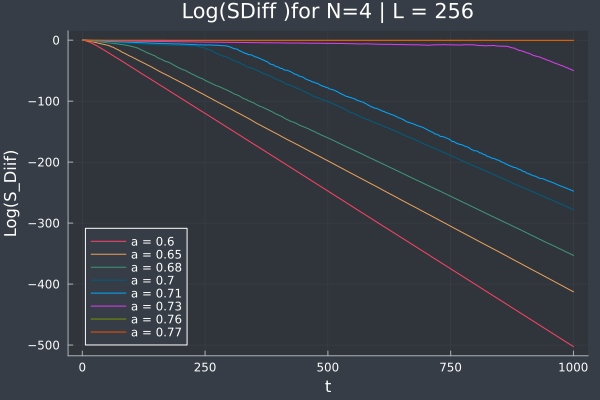 Log(SDiff )for N=4 | L = 256
Log(S_Diif)
0
−100
−200
−300
−400
−500
a = 0.6
a = 0.65
a = 0.68
a = 0.7
a = 0.71
a = 0.73
a = 0.76
a = 0.77
0 250 500 750 1000
t